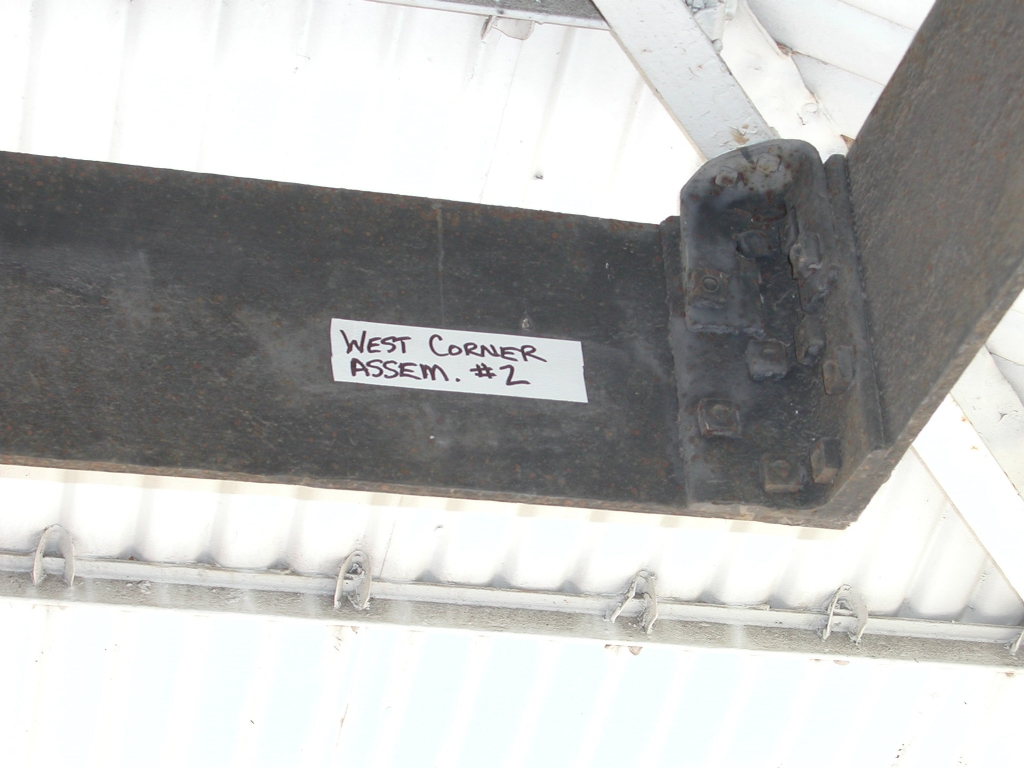 WEST CORNER
ASSEM. #2